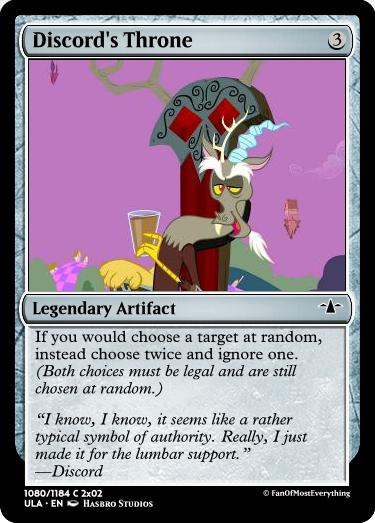 Discord's Throne 3
Legendary Artifact
If you would choose a target at random,
instead choose twice and ignore one.
(Both choices must be legal and are still
chosen at random.)
“I know, I know, it seems like a rather
typical symbol of authority. Really, I just
made it for the lumbar support.”
—Discord
1080/1184 C 2x02
ULA · EN Hasbro Studios © FanOfMostEverything